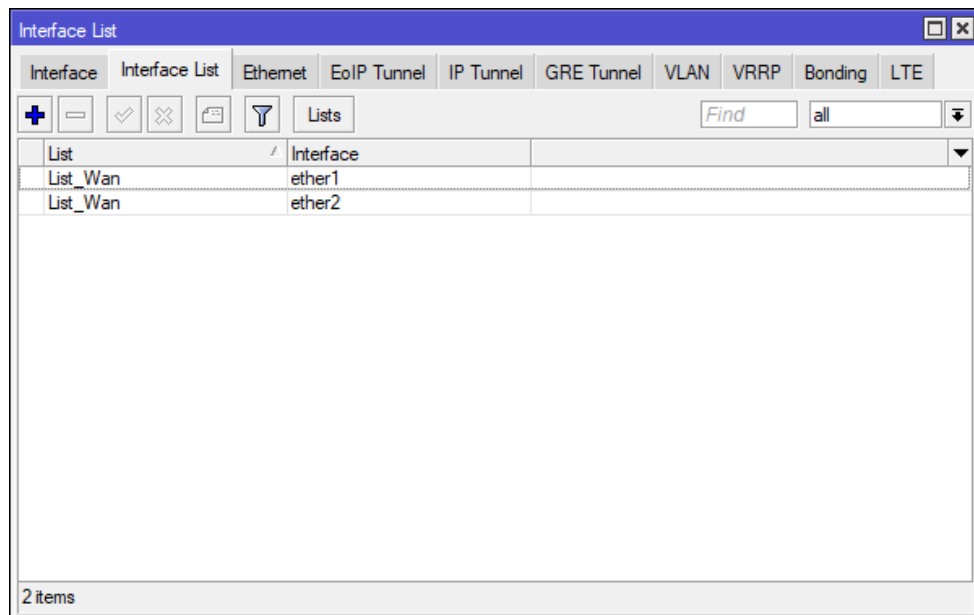 Interface List
Interface Interface List Ethernet EoIP Tunnel IP Tunnel GRE Tunnel VLAN VRRP Bonding LTE
Lists Find all
List Interface
List_Wan ether1
List_Wan ether2
2 items